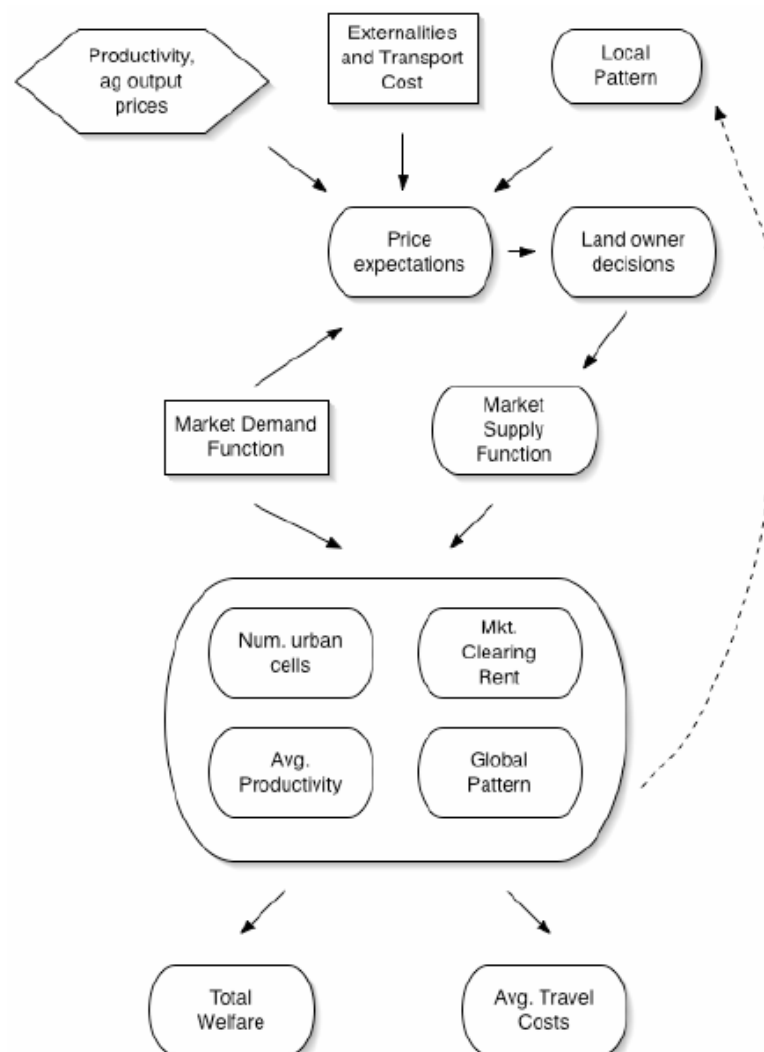 Productivity,
ag output
prices
Externalities
and Transport
Cost
Local
Pattern
Price
expectations
Land owner
decisions
Market Demand
Function
Market
Supply
Function
Num. urban
cells
Mkt.
Clearing
Rent
Avg.
Productivity
Global
Pattern
Total
Welfare
Avg. Travel
Costs